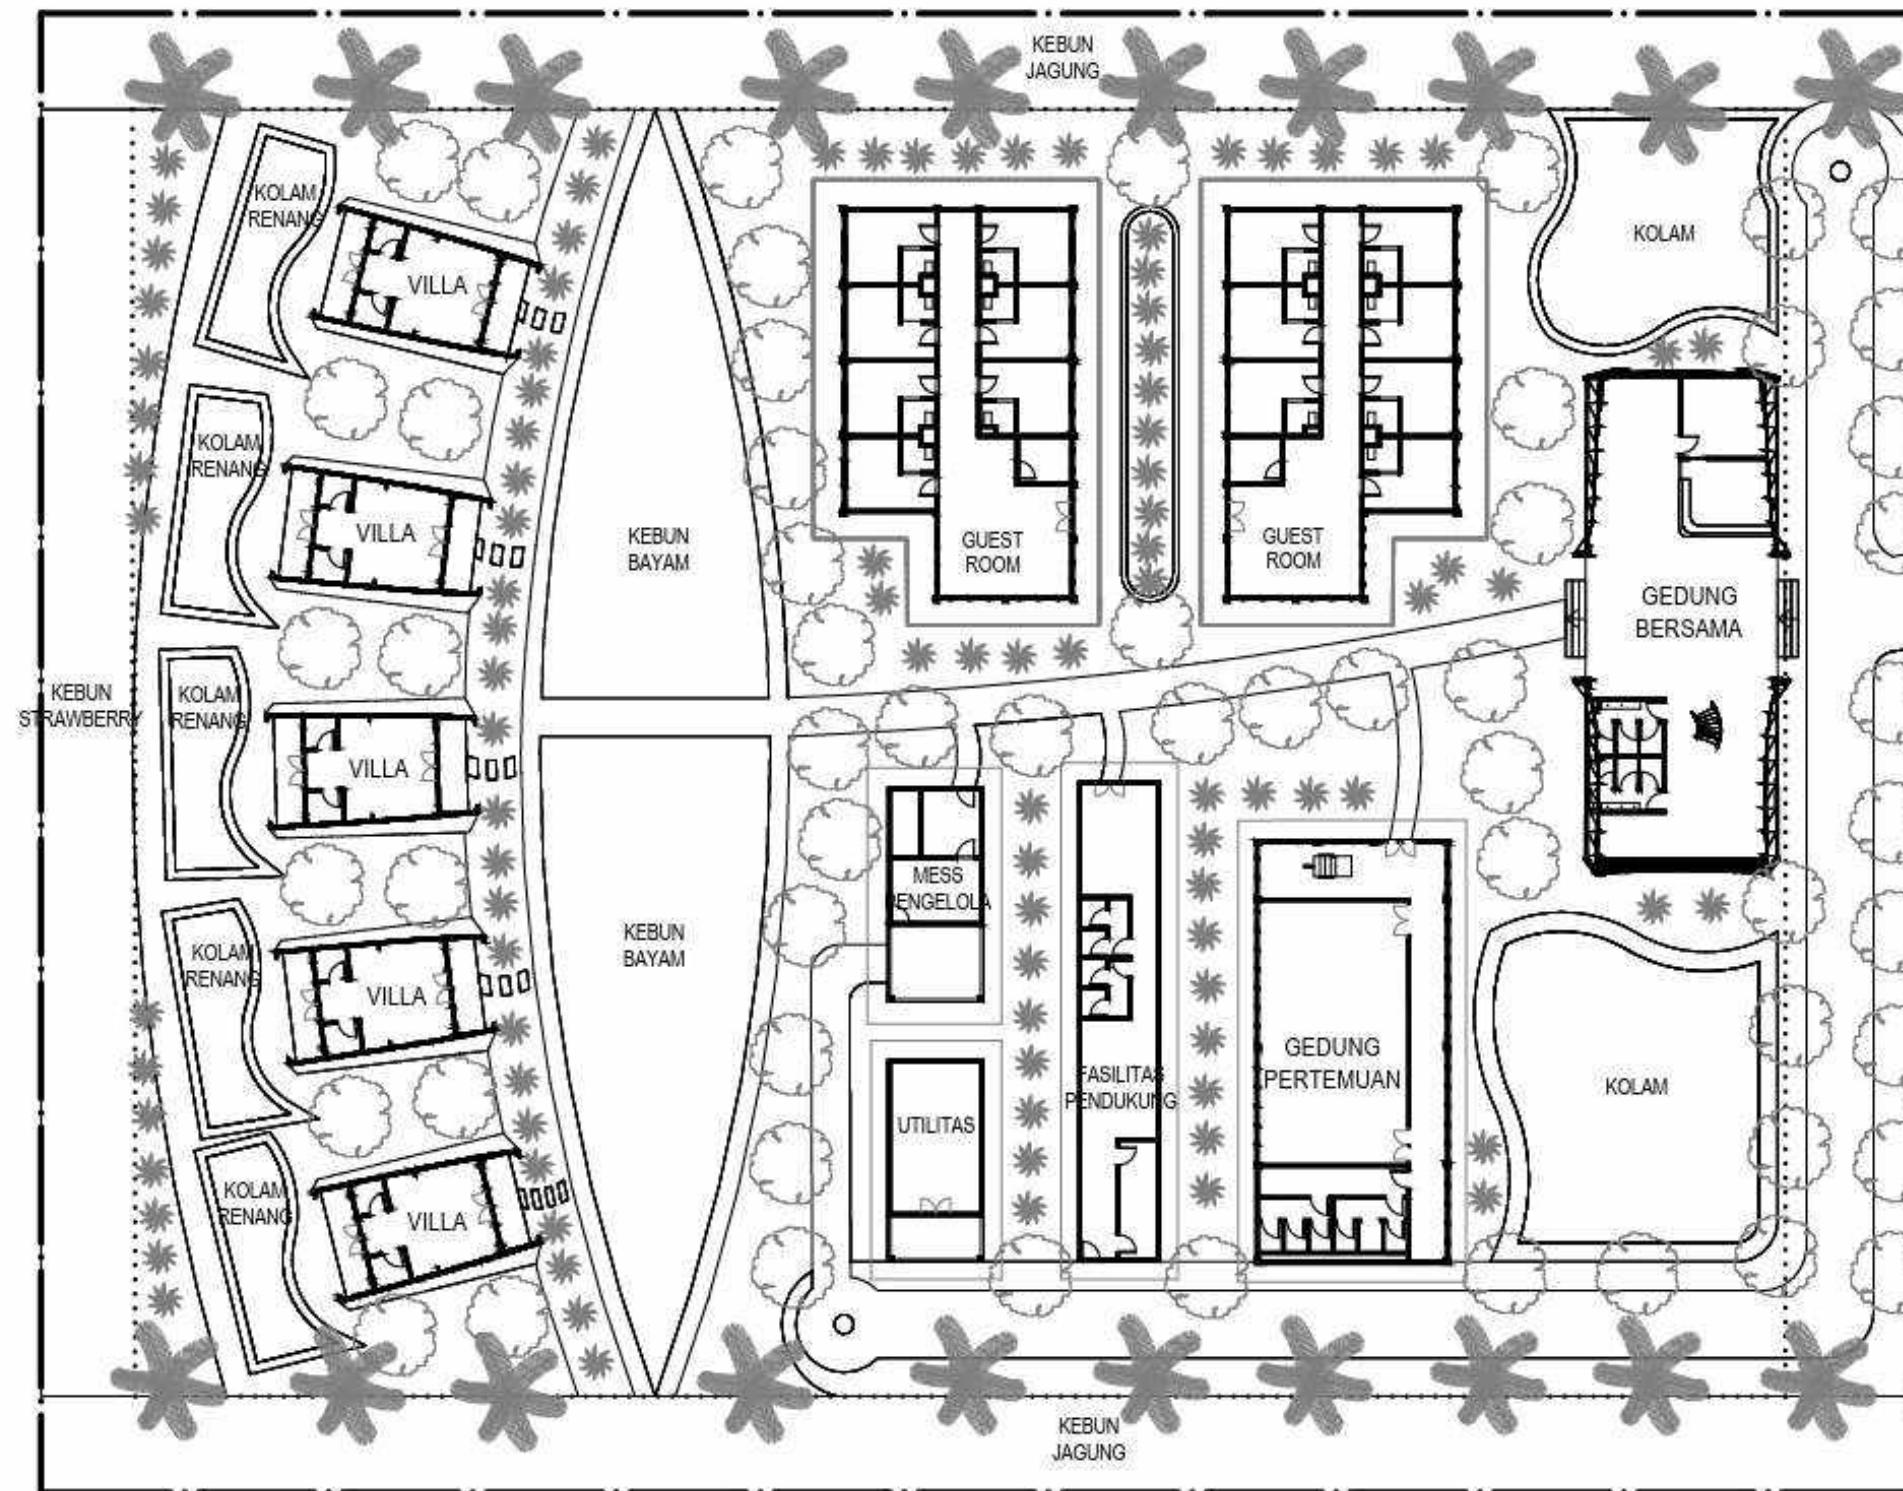 KEBUN
JAGUNG
KOLAM
RENANG
VILLA
KOLAM
KOLAM
RENANG
VILLA
KEBUN
BAYAM
GUEST
ROOM
GUEST
ROOM
GEDUNG
BERSAMA
KEBUN
STRAWBERRY
KOLAM
RENANG
VILLA
MESS
PENGELOLA
KEBUN
BAYAM
KOLAM
RENANG
VILLA
GEDUNG
PERTEMUAN
FASILITAS
PENDUKUNG
KOLAM
UTILITAS
KOLAM
RENANG
VILLA
KEBUN
JAGUNG